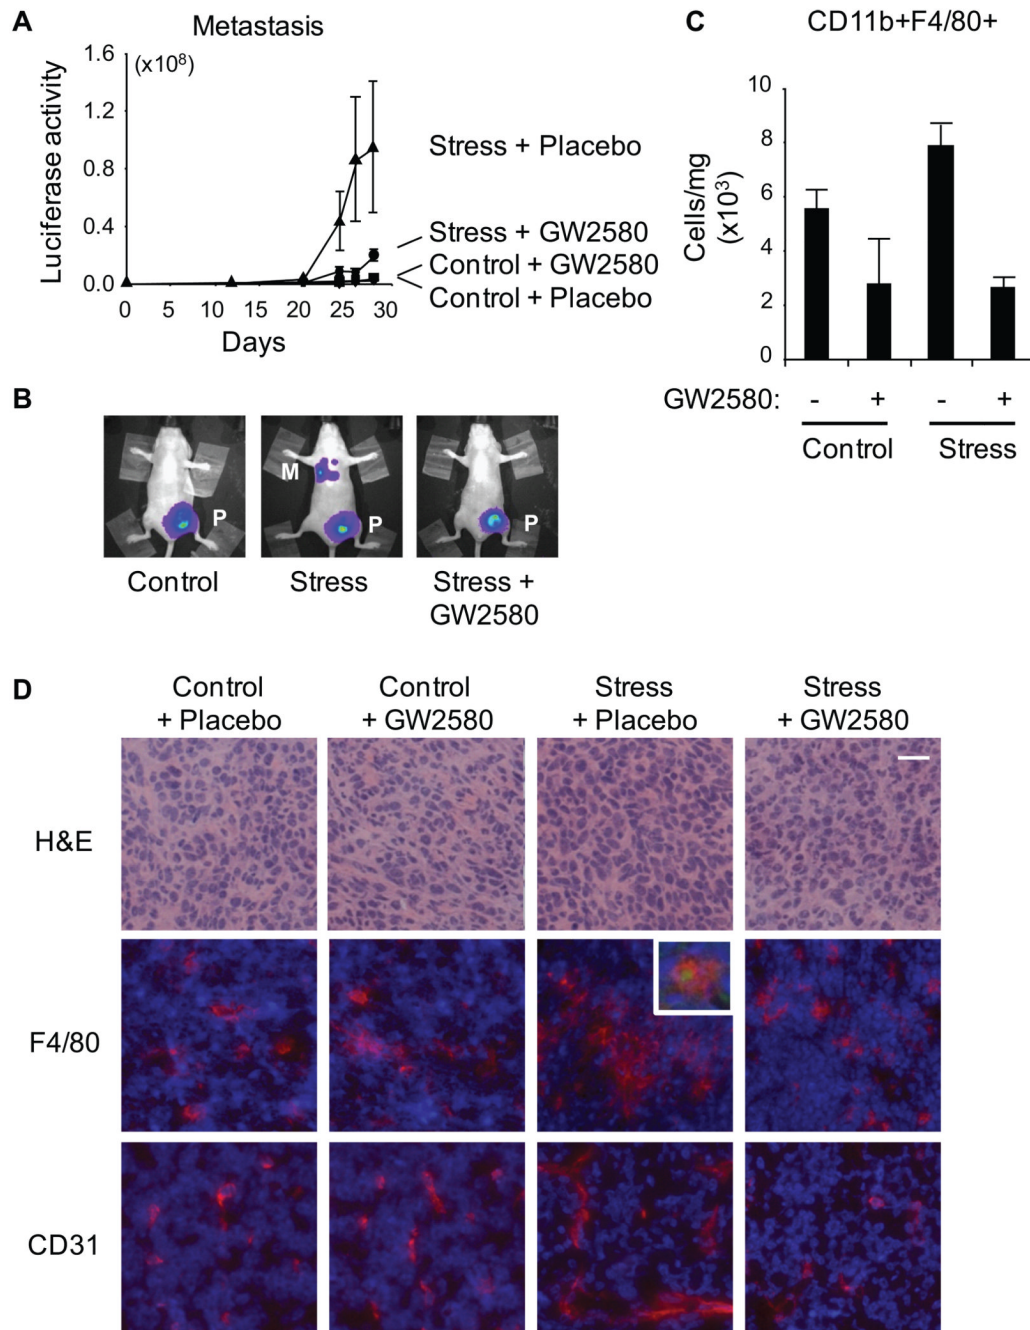 A
Metastasis
(x10⁸)
Luciferase activity
1.6
1.2
0.8
0.4
0.0
0 5 10 15 20 25 30
Days
Stress + Placebo
Stress + GW2580
Control + GW2580
Control + Placebo
C
CD11b+F4/80+
Cells/mg
(x10³)
10
8
6
4
2
0
GW2580: - + - +
Control Stress
B
M
P
P
P
Control
Stress
Stress +
GW2580
D
Control
+ Placebo
Control
+ GW2580
Stress
+ Placebo
Stress
+ GW2580
H&E
F4/80
CD31